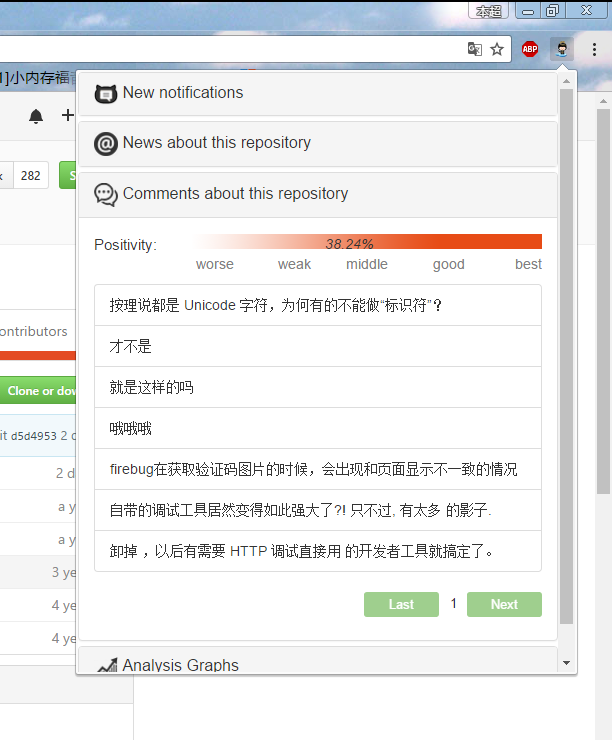 本超
ABP
1]小内存福
New notifications
News about this repository
282
S
Comments about this repository
Positivity:
38.24%
worse weak middle good best
按理说都是 Unicode 字符，为何有的不能做“标识符”？
ontributors
才不是
Clone or dow
就是这样的吗
it d5d4953 2 d
哦哦哦
2 d
firebug在获取验证码图片的时候，会出现和页面显示不一致的情况
a y
自带的调试工具居然变得如此强大了?! 只不过, 有太多 的影子.
a y
卸掉 ，以后有需要 HTTP 调试直接用 的开发者工具就搞定了。
3 ye
Last 1 Next
4 ye
4 ye
Analysis Graphs